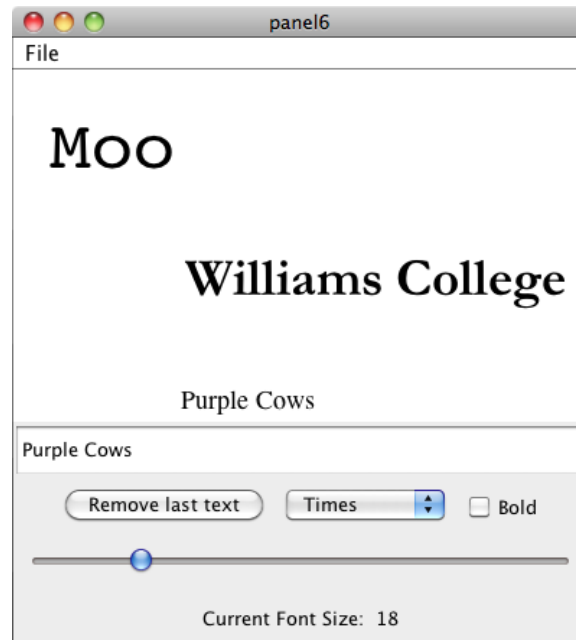 panel6
File
Moo
Williams College
Purple Cows
Purple Cows
Remove last text Times Bold
Current Font Size: 18